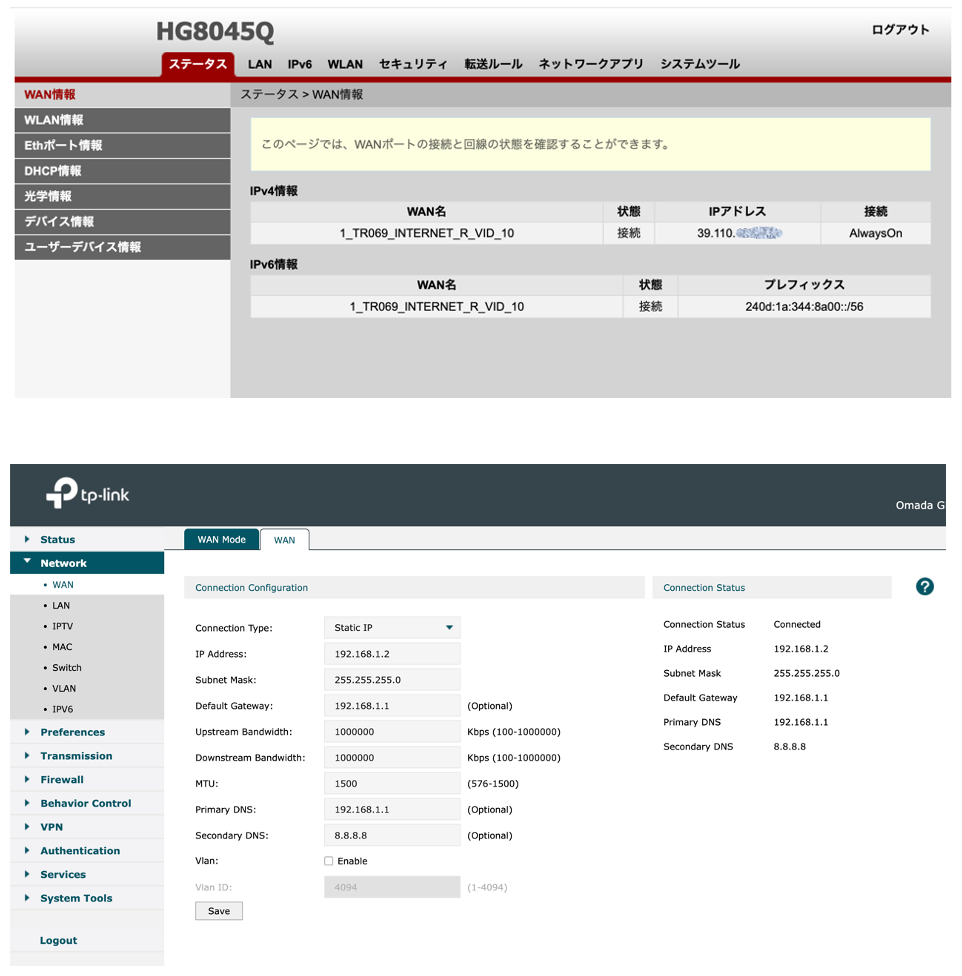 HG8045Q
ログアウト
ステータス LAN IPv6 WLAN セキュリティ 転送ルール ネットワークアプリ システムツール
WAN情報
WLAN情報
Ethポート情報
DHCP情報
光学情報
デバイス情報
ユーザーデバイス情報
ステータス > WAN情報
このページでは、WANポートの接続と回線の状態を確認することができます。
IPv4情報
WAN名 状態 IPアドレス 接続
1_TR069_INTERNET_R_VID_10 接続 39.110. AlwaysOn
IPv6情報
WAN名 状態 プレフィックス
1_TR069_INTERNET_R_VID_10 接続 240d:1a:344:8a00::/56
tp-link
Omada G
Status
Network
WAN
LAN
IPTV
MAC
Switch
VLAN
IPV6
Preferences
Transmission
Firewall
Behavior Control
VPN
Authentication
Services
System Tools
Logout
WAN Mode WAN
Connection Configuration
Connection Type: Static IP
IP Address: 192.168.1.2
Subnet Mask: 255.255.255.0
Default Gateway: 192.168.1.1 (Optional)
Upstream Bandwidth: 1000000 Kbps (100-1000000)
Downstream Bandwidth: 1000000 Kbps (100-1000000)
MTU: 1500 (576-1500)
Primary DNS: 192.168.1.1 (Optional)
Secondary DNS: 8.8.8.8 (Optional)
Vlan: Enable
Vlan ID: 4094 (1-4094)
Save
Connection Status
?
Connection Status Connected
IP Address 192.168.1.2
Subnet Mask 255.255.255.0
Default Gateway 192.168.1.1
Primary DNS 192.168.1.1
Secondary DNS 8.8.8.8